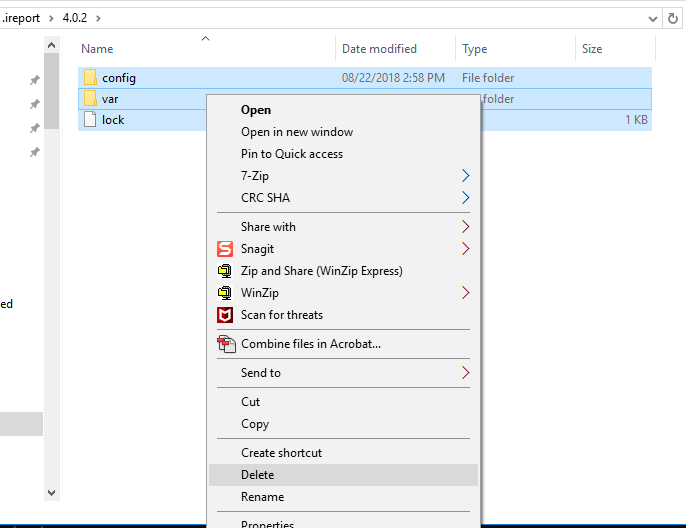 .ireport > 4.0.2 >
Name Date modified Type Size
config 08/22/2018 2:58 PM File folder
var folder
lock 1 KB
Open
Open in new window
Pin to Quick access
7-Zip
CRC SHA
Share with
Snagit
Zip and Share (WinZip Express)
WinZip
ed
Scan for threats
Combine files in Acrobat...
Send to
Cut
Copy
Create shortcut
Delete
Rename
Properties